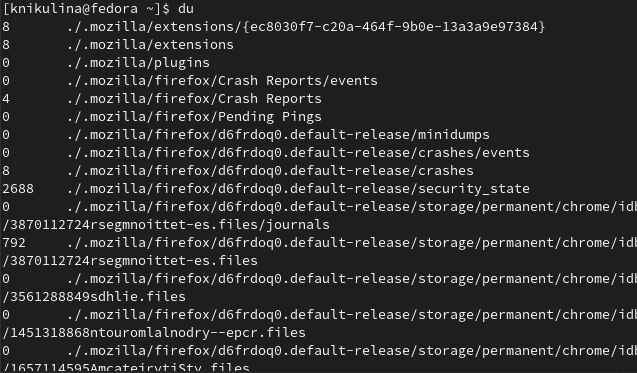 [knikulina@fedora ~]$ du
8       ./.mozilla/extensions/{ec8030f7-c20a-464f-9b0e-13a3a9e97384}
8       ./.mozilla/extensions
0       ./.mozilla/plugins
0       ./.mozilla/firefox/Crash Reports/events
4       ./.mozilla/firefox/Crash Reports
0       ./.mozilla/firefox/Pending Pings
0       ./.mozilla/firefox/d6frdoq0.default-release/minidumps
0       ./.mozilla/firefox/d6frdoq0.default-release/crashes/events
8       ./.mozilla/firefox/d6frdoq0.default-release/crashes
2688    ./.mozilla/firefox/d6frdoq0.default-release/security_state
0       ./.mozilla/firefox/d6frdoq0.default-release/storage/permanent/chrome/idb
/3870112724rsegmnoittet-es.files/journals
792     ./.mozilla/firefox/d6frdoq0.default-release/storage/permanent/chrome/idb
/3870112724rsegmnoittet-es.files
0       ./.mozilla/firefox/d6frdoq0.default-release/storage/permanent/chrome/idb
/3561288849sdhlie.files
0       ./.mozilla/firefox/d6frdoq0.default-release/storage/permanent/chrome/idb
/1451318868ntouromlalnodry--epcr.files
0       ./.mozilla/firefox/d6frdoq0.default-release/storage/permanent/chrome/idb
/1657114595AmcateirvtiSty.files